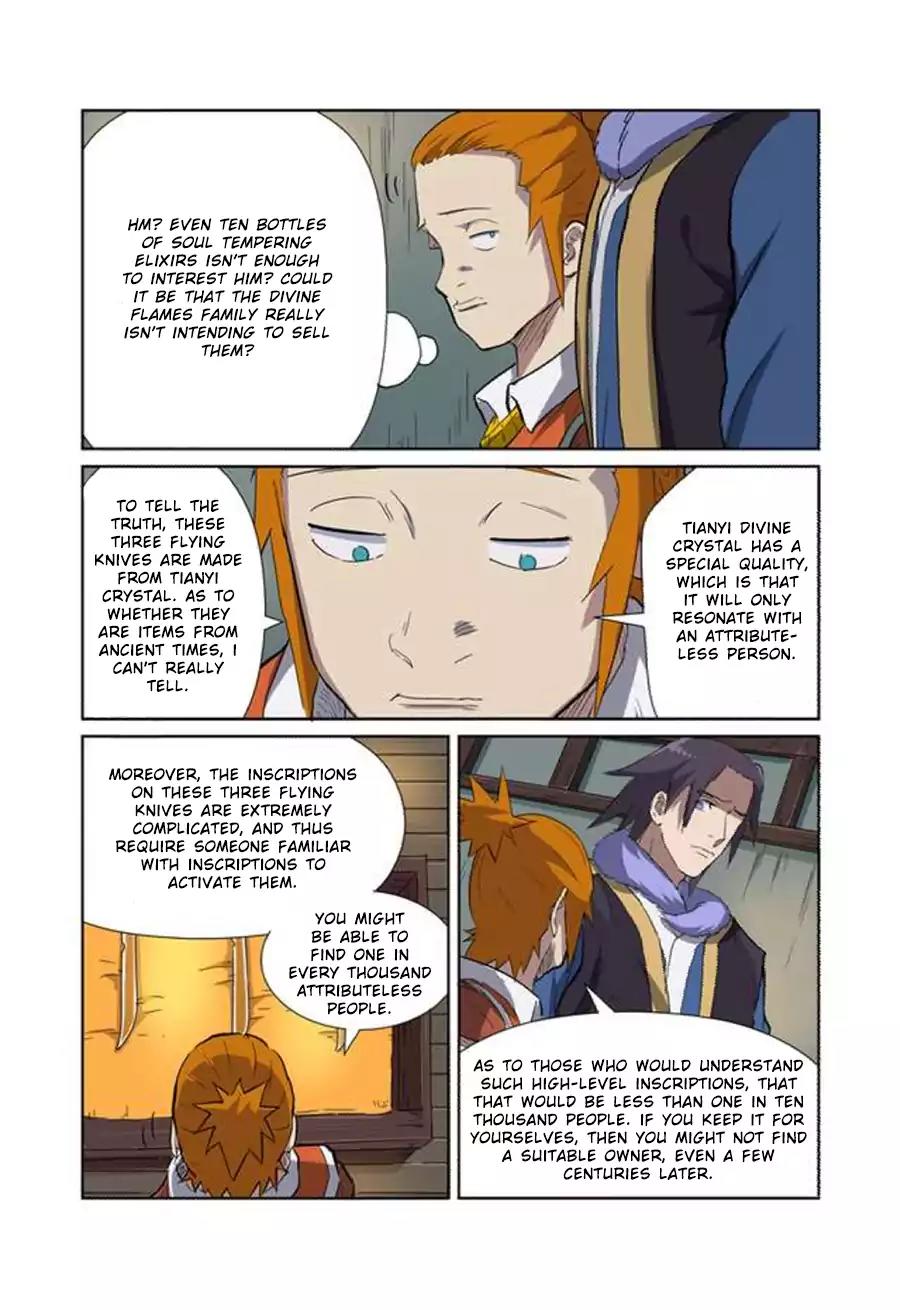 HM? EVEN TEN BOTTLES
OF SOUL TEMPERING
ELIXIRS ISN'T ENOUGH
TO INTEREST HIM? COULD
IT BE THAT THE DIVINE
FLAMES FAMILY REALLY
ISN'T INTENDING TO SELL
THEM?
TO TELL THE
TRUTH, THESE
THREE FLYING
KNIVES ARE MADE
FROM TIANYI
CRYSTAL. AS TO
WHETHER THEY
ARE ITEMS FROM
ANCIENT TIMES, I
CAN'T REALLY
TELL.
TIANYI DIVINE
CRYSTAL HAS A
SPECIAL QUALITY,
WHICH IS THAT
IT WILL ONLY
RESONATE WITH
AN ATTRIBUTE-
LESS PERSON.
MOREOVER, THE INSCRIPTIONS
ON THESE THREE FLYING
KNIVES ARE EXTREMELY
COMPLICATED, AND THUS
REQUIRE SOMEONE FAMILIAR
WITH INSCRIPTIONS TO
ACTIVATE THEM.
YOU MIGHT
BE ABLE TO
FIND ONE IN
EVERY THOUSAND
ATTRIBUTELESS
PEOPLE.
AS TO THOSE WHO WOULD UNDERSTAND
SUCH HIGH-LEVEL INSCRIPTIONS, THAT
THAT WOULD BE LESS THAN ONE IN TEN
THOUSAND PEOPLE. IF YOU KEEP IT FOR
YOURSELVES, THEN YOU MIGHT NOT FIND
A SUITABLE OWNER, EVEN A FEW
CENTURIES LATER.